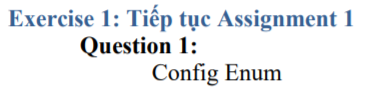 Exercise 1: Tiếp tục Assignment 1
Question 1:
Config Enum